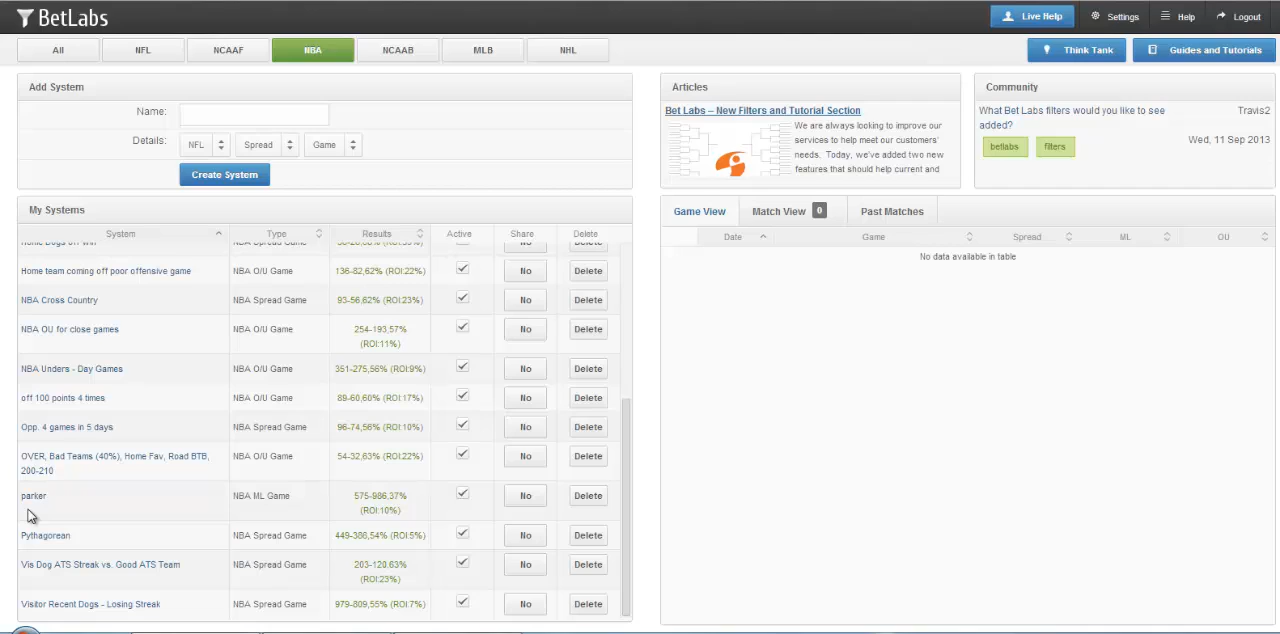 BetLabs
Live Help Settings Help Logout
All NFL NCAAF NBA NCAAB MLB NHL Think Tank Guides and Tutorials
Add System
Name:
Details: NFL Spread Game
Create System
Articles
Bet Labs – New Filters and Tutorial Section
We are always looking to improve our
services to help meet our customers'
needs. Today, we've added two new
features that should help current and
Community
What Bet Labs filters would you like to see
added?
Travis2
betlabs filters
Wed, 11 Sep 2013
My Systems
System Type Results Active Share Delete
Home team coming off poor offensive game NBA O/U Game 136-82,62% (ROI:22%) No Delete
NBA Cross Country NBA Spread Game 93-56,62% (ROI:23%) No Delete
NBA OU for close games NBA O/U Game 254-193,57% No Delete
(ROI:11%)
NBA Unders - Day Games NBA O/U Game 351-275,56% (ROI:9%) No Delete
off 100 points 4 times NBA O/U Game 89-60,60% (ROI:17%) No Delete
Opp. 4 games in 5 days NBA Spread Game 96-74,56% (ROI:10%) No Delete
OVER, Bad Teams (40%), Home Fav, Road BTB, NBA O/U Game 54-32,63% (ROI:22%) No Delete
200-210
parker NBA ML Game 575-986,37% No Delete
(ROI:10%)
Pythagorean NBA Spread Game 449-386,54% (ROI:5%) No Delete
Vis Dog ATS Streak vs. Good ATS Team NBA Spread Game 203-120,63% No Delete
(ROI:23%)
Visitor Recent Dogs - Losing Streak NBA Spread Game 979-809,55% (ROI:7%) No Delete
Game View Match View 0 Past Matches
Date Game Spread ML OU
No data available in table